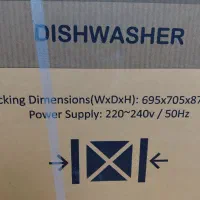 DISHWASHER
cking Dimensions(WxDxH): 695x705x87
Power Supply: 220~240v / 50Hz